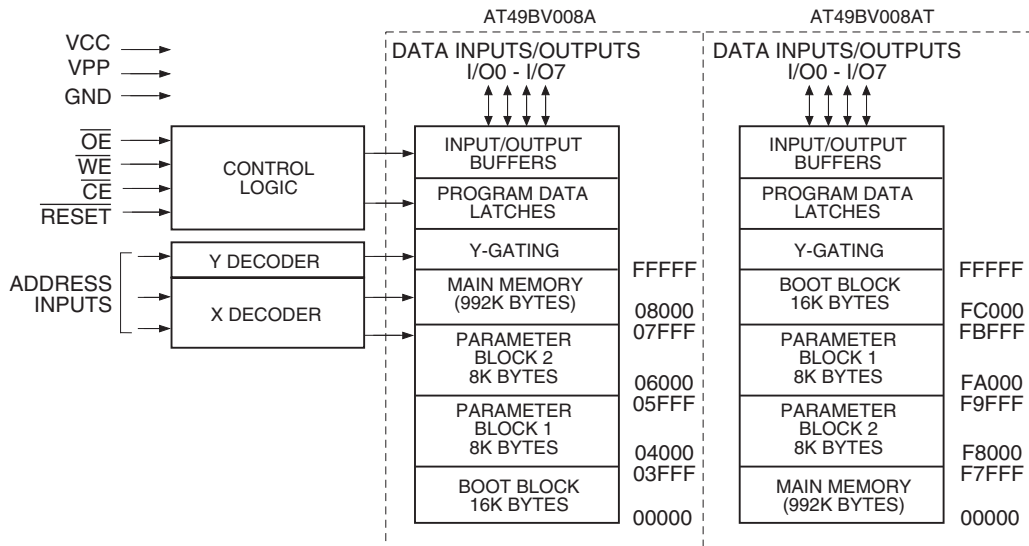 AT49BV008A
AT49BV008AT
VCC
VPP
GND
OE
WE
CE
RESET
ADDRESS
INPUTS
CONTROL
LOGIC
Y DECODER
X DECODER
DATA INPUTS/OUTPUTS
I/O0 - I/O7
INPUT/OUTPUT
BUFFERS
PROGRAM DATA
LATCHES
Y-GATING
MAIN MEMORY
(992K BYTES)
PARAMETER
BLOCK 2
8K BYTES
PARAMETER
BLOCK 1
8K BYTES
BOOT BLOCK
16K BYTES
FFFFF
08000
07FFF
06000
05FFF
04000
03FFF
00000
DATA INPUTS/OUTPUTS
I/O0 - I/O7
INPUT/OUTPUT
BUFFERS
PROGRAM DATA
LATCHES
Y-GATING
BOOT BLOCK
16K BYTES
PARAMETER
BLOCK 1
8K BYTES
PARAMETER
BLOCK 2
8K BYTES
MAIN MEMORY
(992K BYTES)
FFFFF
FC000
FBFFF
FA000
F9FFF
F8000
F7FFF
00000